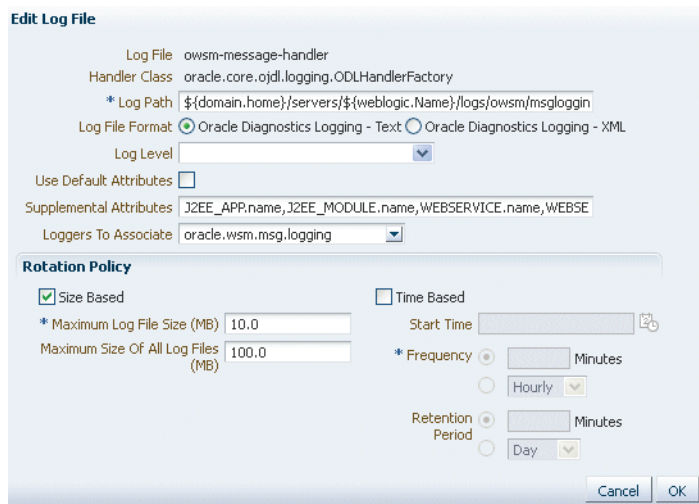 Edit Log File
Log File owsm-message-handler
Handler Class oracle.core.ojdl.logging.ODLHandlerFactory
* Log Path ${domain.home}/servers/${weblogic.Name}/logs/owsm/msgloggin
Log File Format Oracle Diagnostics Logging - Text Oracle Diagnostics Logging - XML
Log Level
Use Default Attributes
Supplemental Attributes J2EE_APP.name,J2EE_MODULE.name,WEBSERVICE.name,WEBSE
Loggers To Associate oracle.wsm.msg.logging
Rotation Policy
Size Based Time Based
* Maximum Log File Size (MB) 10.0 Start Time
Maximum Size Of All Log Files (MB) 100.0 * Frequency Minutes
Hourly
Retention Period Minutes
Day
Cancel OK